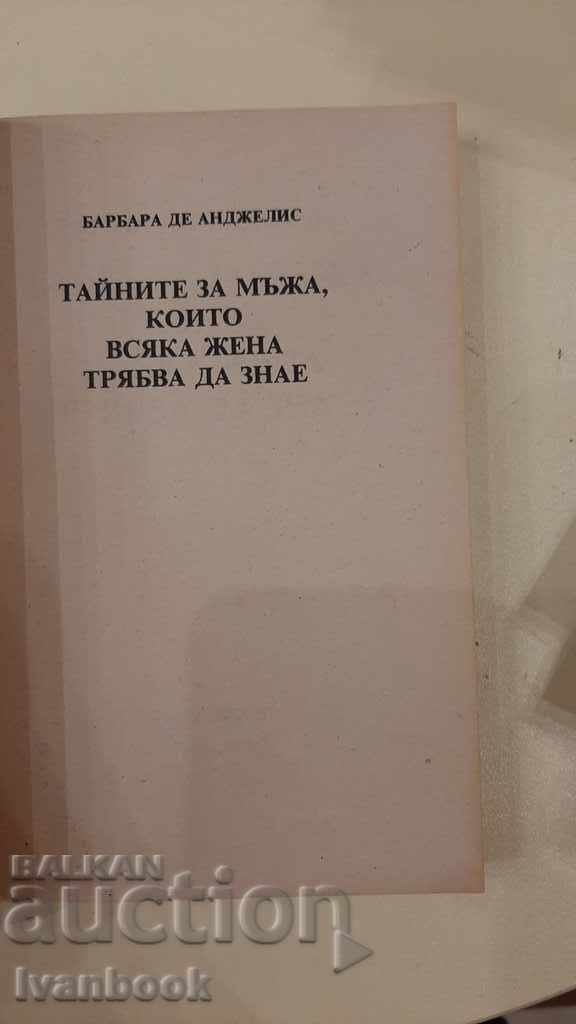 БАРБАРА ДЕ АНДЖЕЛИС
ТАЙНИТЕ ЗА МЪЖА,
КОИТО
ВСЯКА ЖЕНА
ТРЯБВА ДА ЗНАЕ
BALKAN
auction
Ivanbook